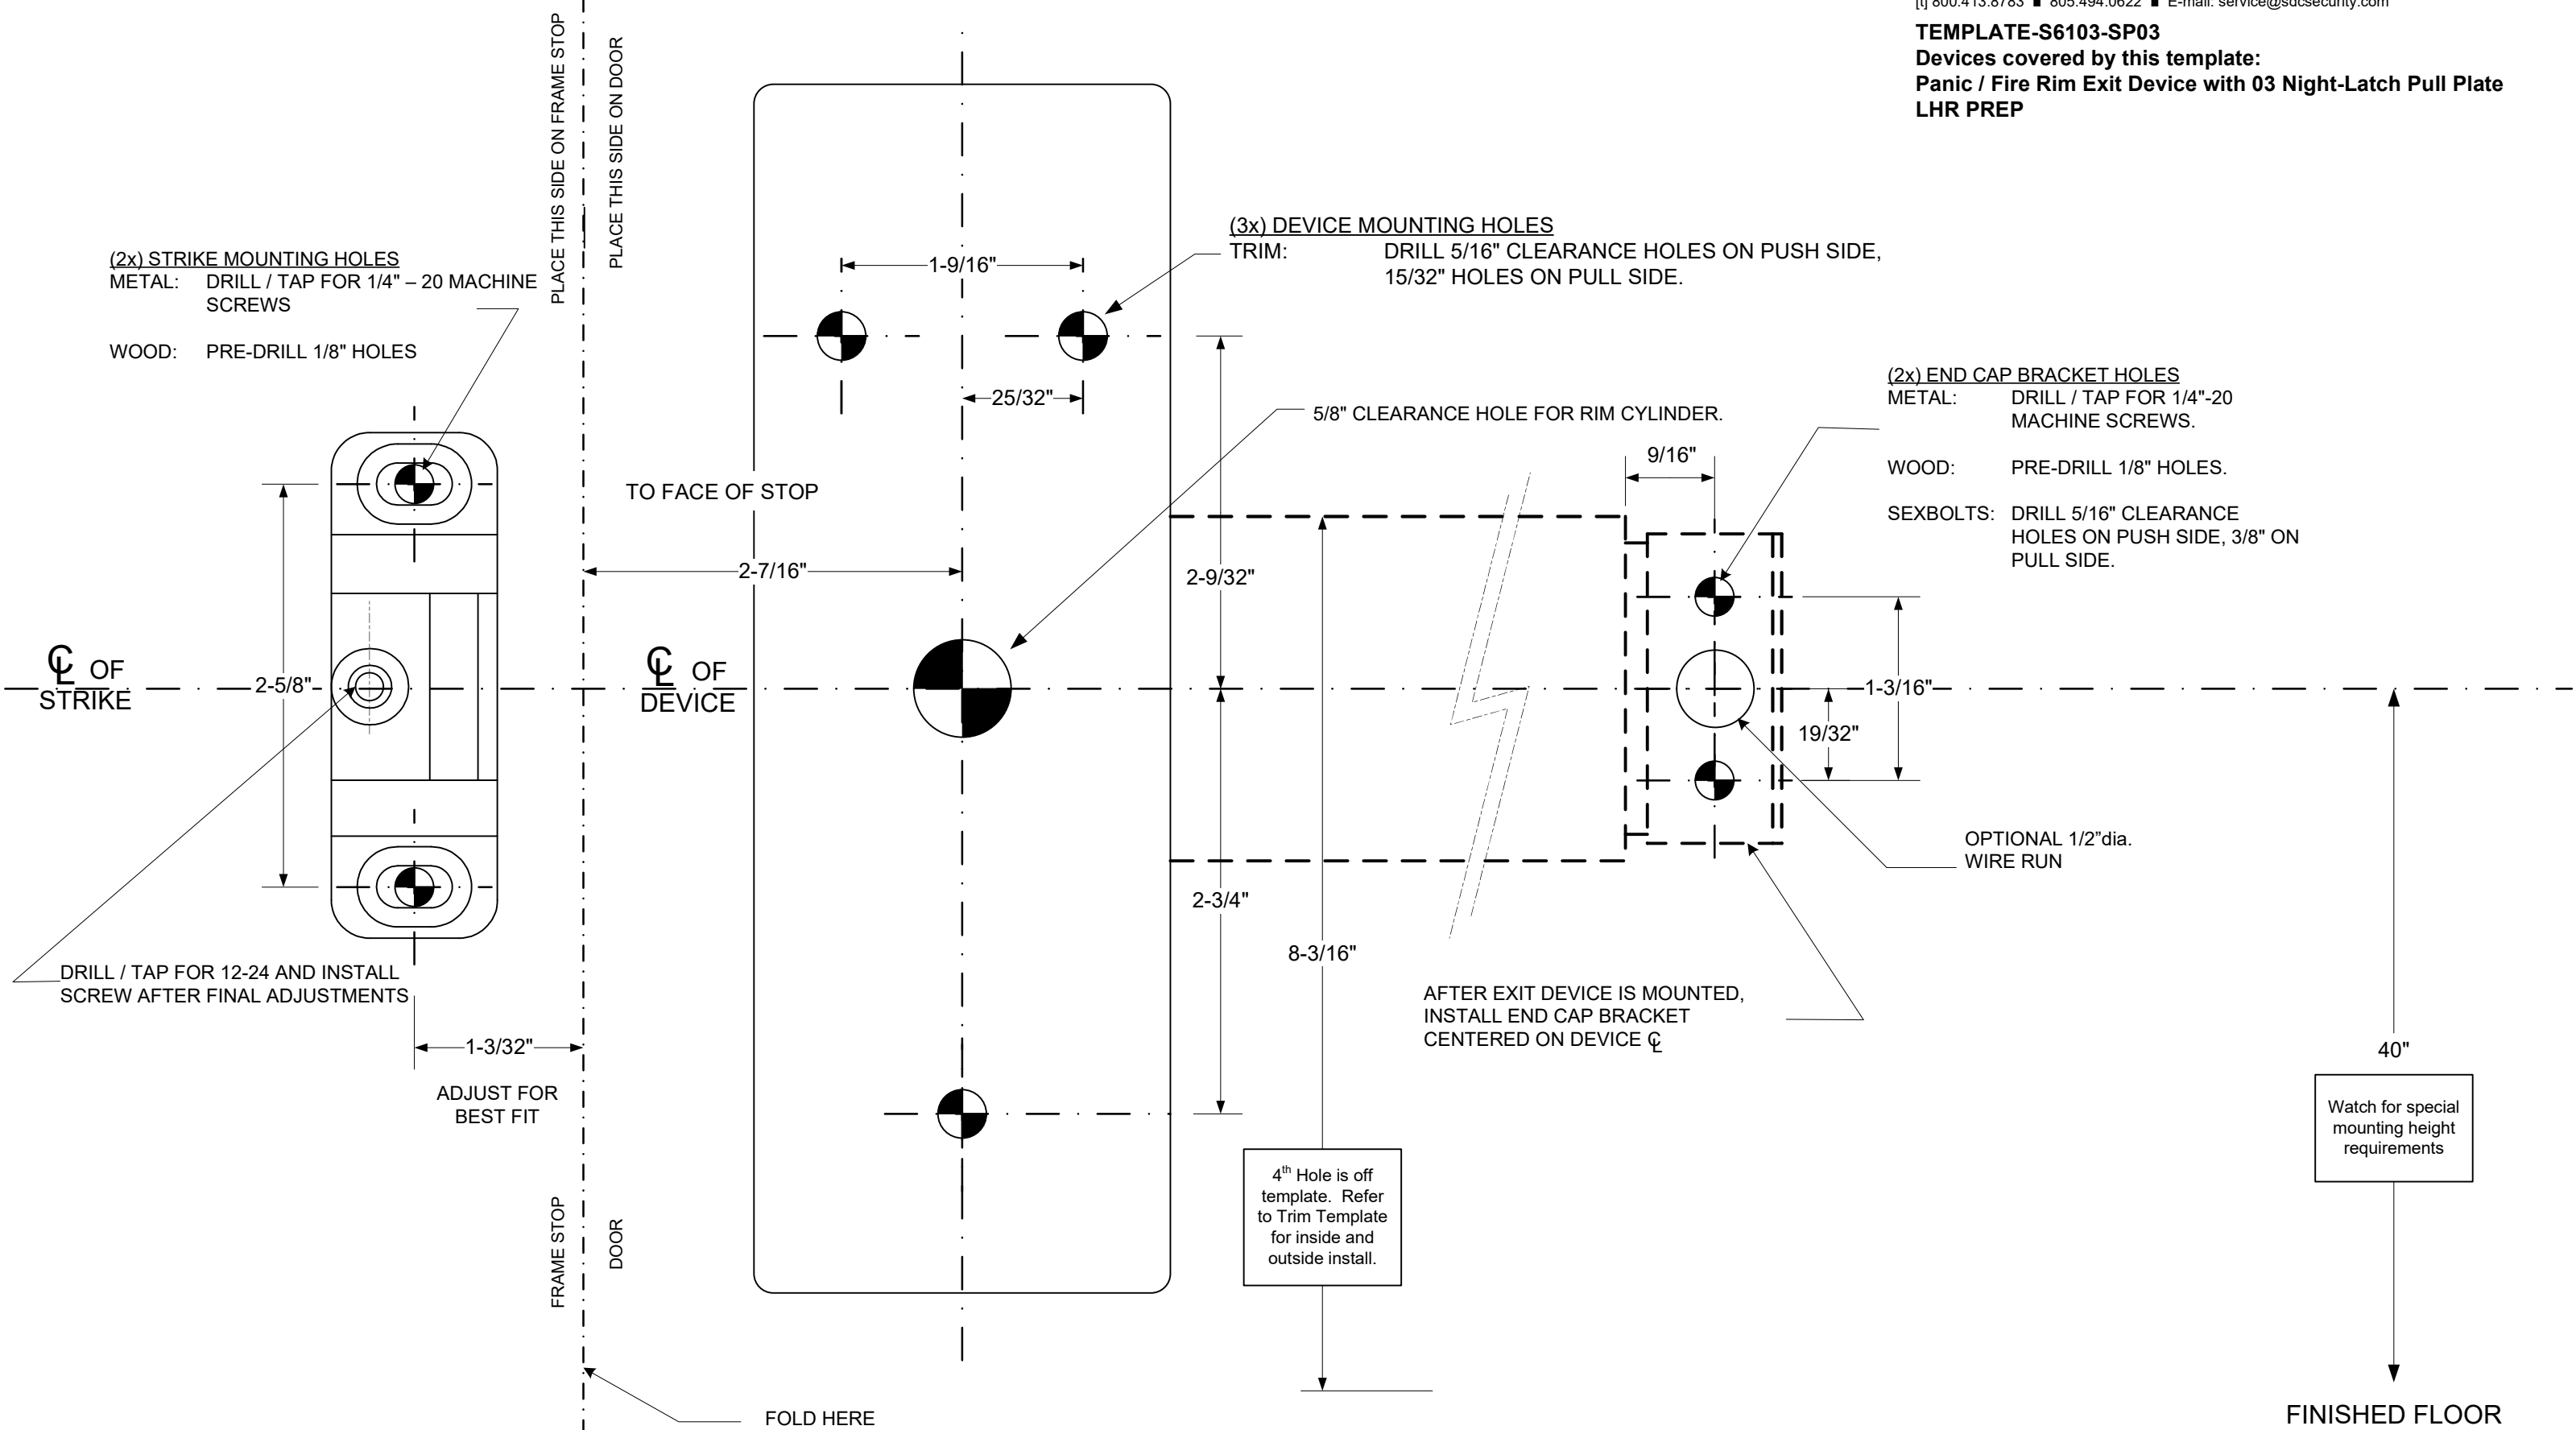 [t] 800.413.8783 ■ 805.494.0622 ■ E-mail: service@sdcsecurity.com
TEMPLATE-S6103-SP03
Devices covered by this template:
Panic / Fire Rim Exit Device with 03 Night-Latch Pull Plate
LHR PREP
PLACE THIS SIDE ON FRAME STOP
PLACE THIS SIDE ON DOOR
(2x) STRIKE MOUNTING HOLES
METAL: DRILL / TAP FOR 1/4" – 20 MACHINE
SCREWS
WOOD: PRE-DRILL 1/8" HOLES
(3x) DEVICE MOUNTING HOLES
TRIM: DRILL 5/16" CLEARANCE HOLES ON PUSH SIDE,
15/32" HOLES ON PULL SIDE.
1-9/16"
25/32"
5/8" CLEARANCE HOLE FOR RIM CYLINDER.
(2x) END CAP BRACKET HOLES
METAL: DRILL / TAP FOR 1/4"-20
MACHINE SCREWS.
WOOD: PRE-DRILL 1/8" HOLES.
SEXBOLTS: DRILL 5/16" CLEARANCE
HOLES ON PUSH SIDE, 3/8" ON
PULL SIDE.
9/16"
TO FACE OF STOP
2-7/16"
2-9/32"
℄ OF
STRIKE
2-5/8"
℄ OF
DEVICE
1-3/16"
19/32"
OPTIONAL 1/2”dia.
WIRE RUN
2-3/4"
8-3/16"
DRILL / TAP FOR 12-24 AND INSTALL
SCREW AFTER FINAL ADJUSTMENTS
AFTER EXIT DEVICE IS MOUNTED,
INSTALL END CAP BRACKET
CENTERED ON DEVICE ℄
1-3/32"
ADJUST FOR
BEST FIT
40"
Watch for special
mounting height
requirements
4th Hole is off
template. Refer
to Trim Template
for inside and
outside install.
FRAME STOP
DOOR
FOLD HERE
FINISHED FLOOR